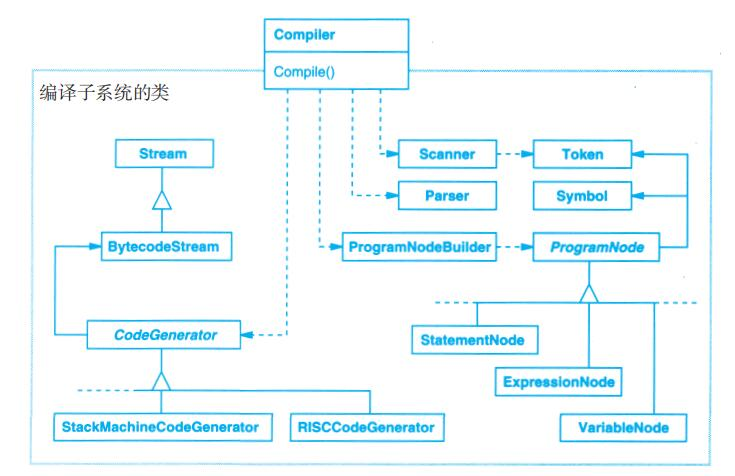 Compiler
Compile()
编译子系统的类
Stream
Scanner
Token
Parser
Symbol
BytecodeStream
ProgramNodeBuilder
ProgramNode
CodeGenerator
StatementNode
ExpressionNode
StackMachineCodeGenerator
RISCCodeGenerator
VariableNode